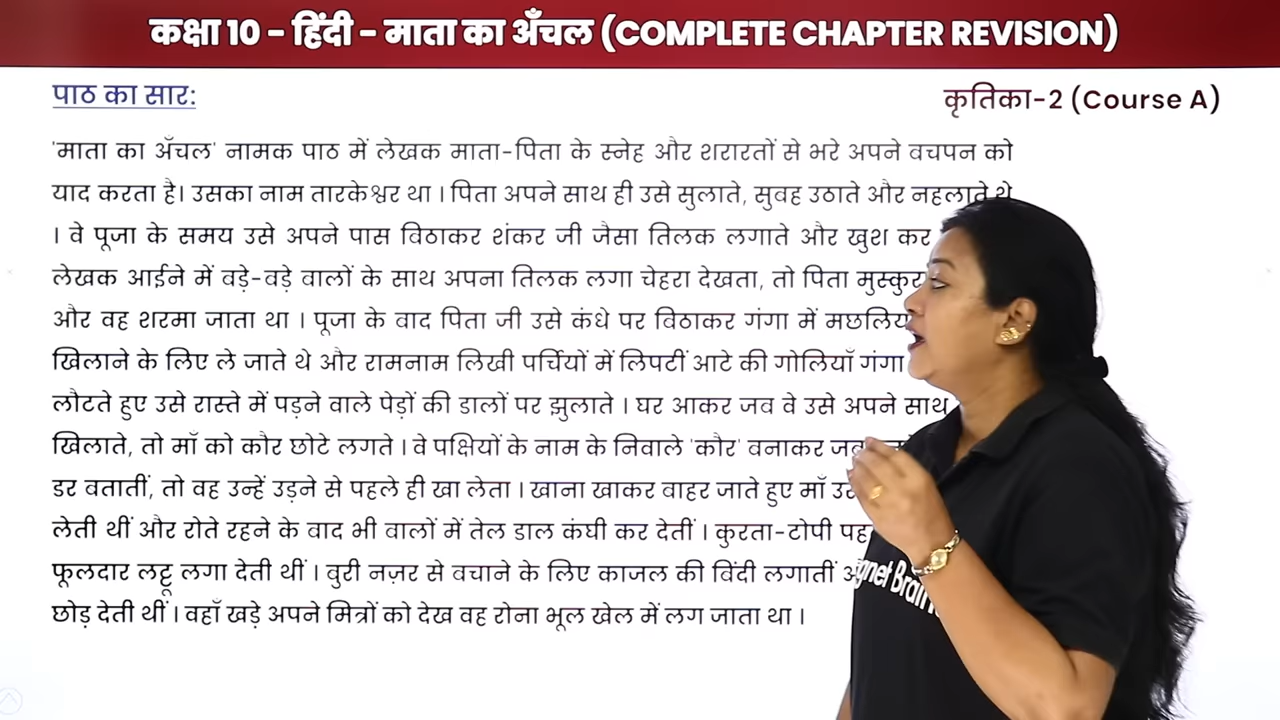 कक्षा 10 - हिंदी - माता का अँचल (COMPLETE CHAPTER REVISION)
पाठ का सार:
कृतिका-2 (Course A)
'माता का अँचल' नामक पाठ में लेखक माता-पिता के स्नेह और शरारतों से भरे अपने बचपन को
याद करता है। उसका नाम तारकेश्वर था । पिता अपने साथ ही उसे सुलाते, सुबह उठाते और नहलाते थे
। वे पूजा के समय उसे अपने पास बिठाकर शंकर जी जैसा तिलक लगाते और खुश कर
लेखक आईने में बड़े-बड़े बालों के साथ अपना तिलक लगा चेहरा देखता, तो पिता
और वह शरमा जाता था । पूजा के बाद पिता जी उसे कंधे पर बिठाकर गंगा में
खिलाने के लिए ले जाते थे और रामनाम लिखी पर्चियों में लिपटीं आटे की गोलियाँ गंगा
लौटते हुए उसे रास्ते में पड़ने वाले पेड़ों की डालों पर झुलाते । घर आकर जब वे उसे अपने साथ
खिलाते, तो माँ को कौर छोटे लगते । वे पक्षियों के नाम के निवाले 'कौर' बनाकर
डर बतातीं, तो वह उन्हें उड़ने से पहले ही खा लेता । खाना खाकर बाहर जाते हुए माँ
लेती थीं और रोते रहने के बाद भी बालों में तेल डाल कंघी कर देतीं । कुरता-टोपी
फूलदार लट्टू लगा देती थीं । बुरी नज़र से बचाने के लिए काजल की बिंदी लगातीं
छोड़ देती थीं । वहाँ खड़े अपने मित्रों को देख वह रोना भूल खेल में लग जाता था ।
gnet Brain